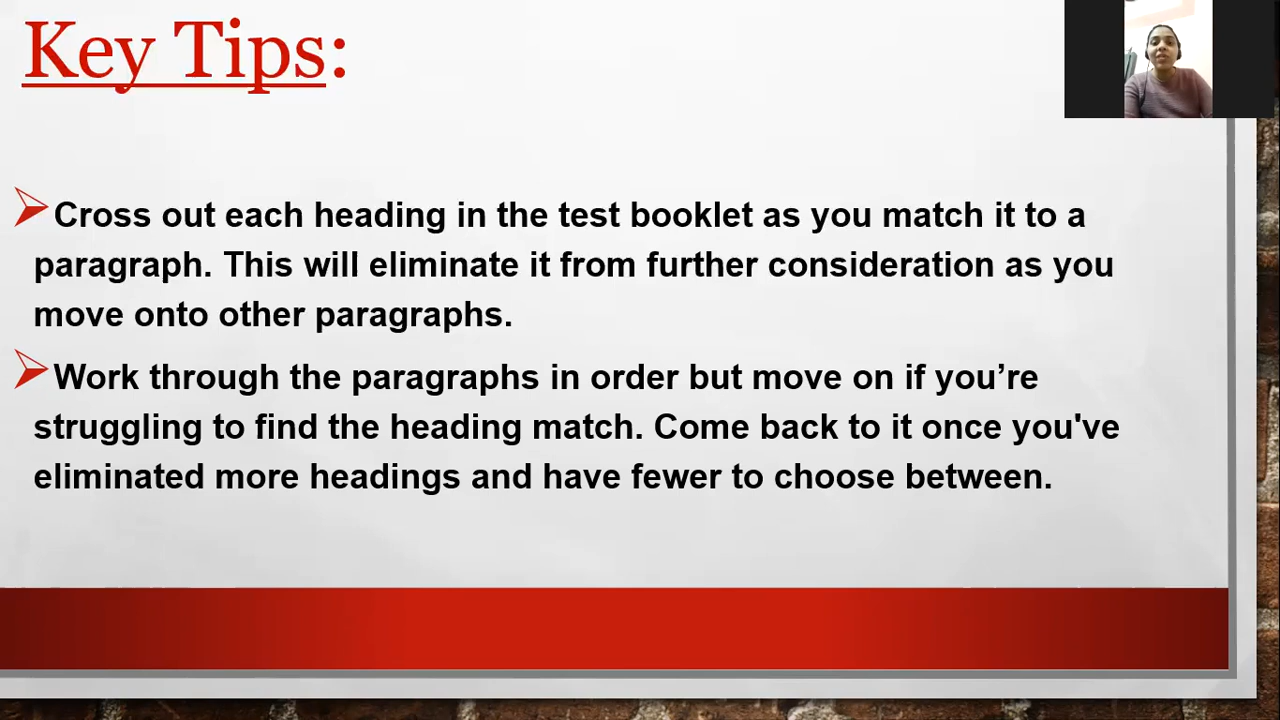 Key Tips:
Cross out each heading in the test booklet as you match it to a
paragraph. This will eliminate it from further consideration as you
move onto other paragraphs.
Work through the paragraphs in order but move on if you’re
struggling to find the heading match. Come back to it once you've
eliminated more headings and have fewer to choose between.